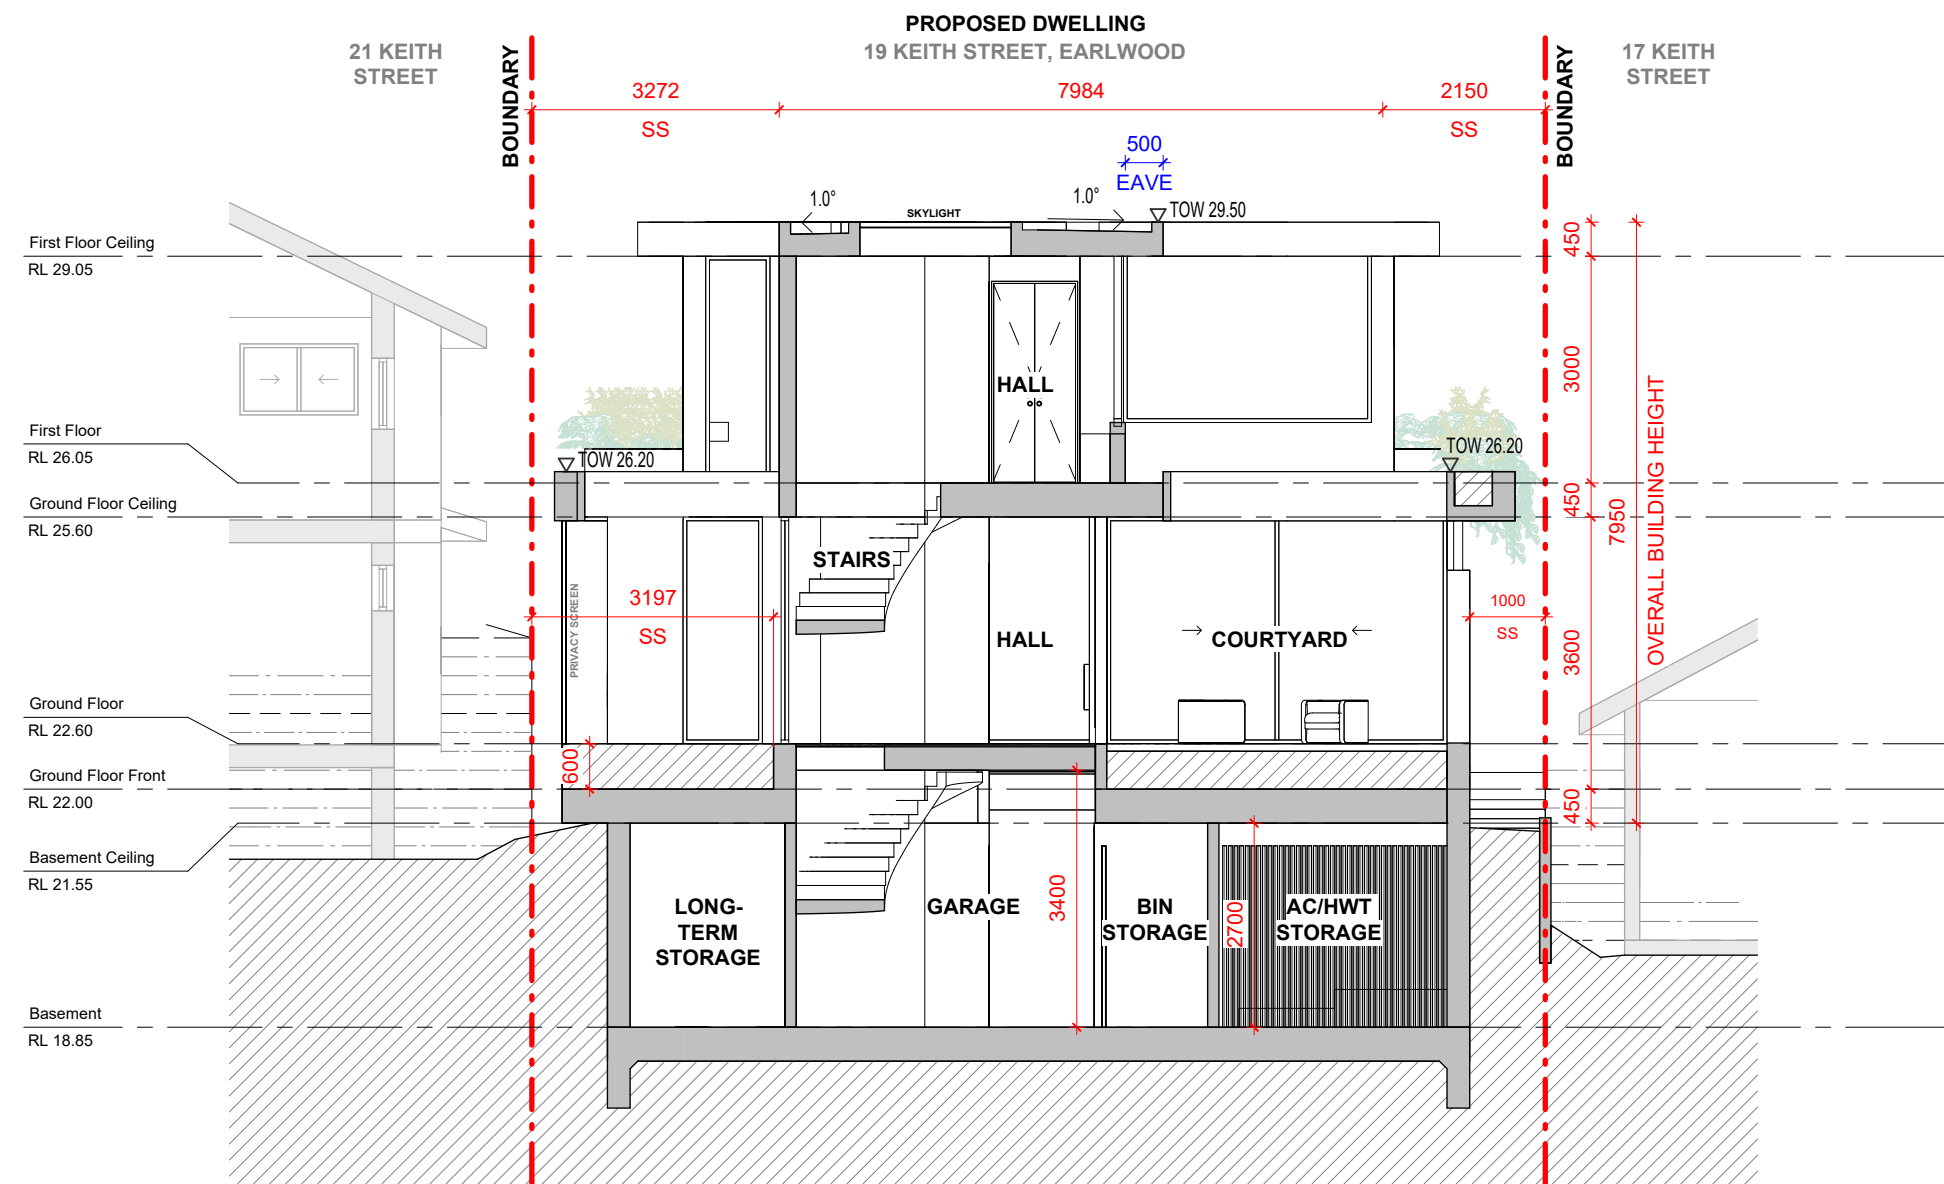 PROPOSED DWELLING
19 KEITH STREET, EARLWOOD
21 KEITH
STREET
17 KEITH
STREET
BOUNDARY
BOUNDARY
3272
SS
7984
2150
SS
500
EAVE
1.0°
SKYLIGHT
1.0°
TOW 29.50
First Floor Ceiling
RL 29.05
450
3000
HALL
First Floor
RL 26.05
TOW 26.20
TOW 26.20
Ground Floor Ceiling
RL 25.60
450
7950
OVERALL BUILDING HEIGHT
STAIRS
PRIVACY SCREEN
3197
SS
HALL
COURTYARD
1000
SS
3600
Ground Floor
RL 22.60
600
Ground Floor Front
RL 22.00
450
Basement Ceiling
RL 21.55
LONG-
TERM
STORAGE
GARAGE
3400
BIN
STORAGE
2700
AC/HWT
STORAGE
Basement
RL 18.85